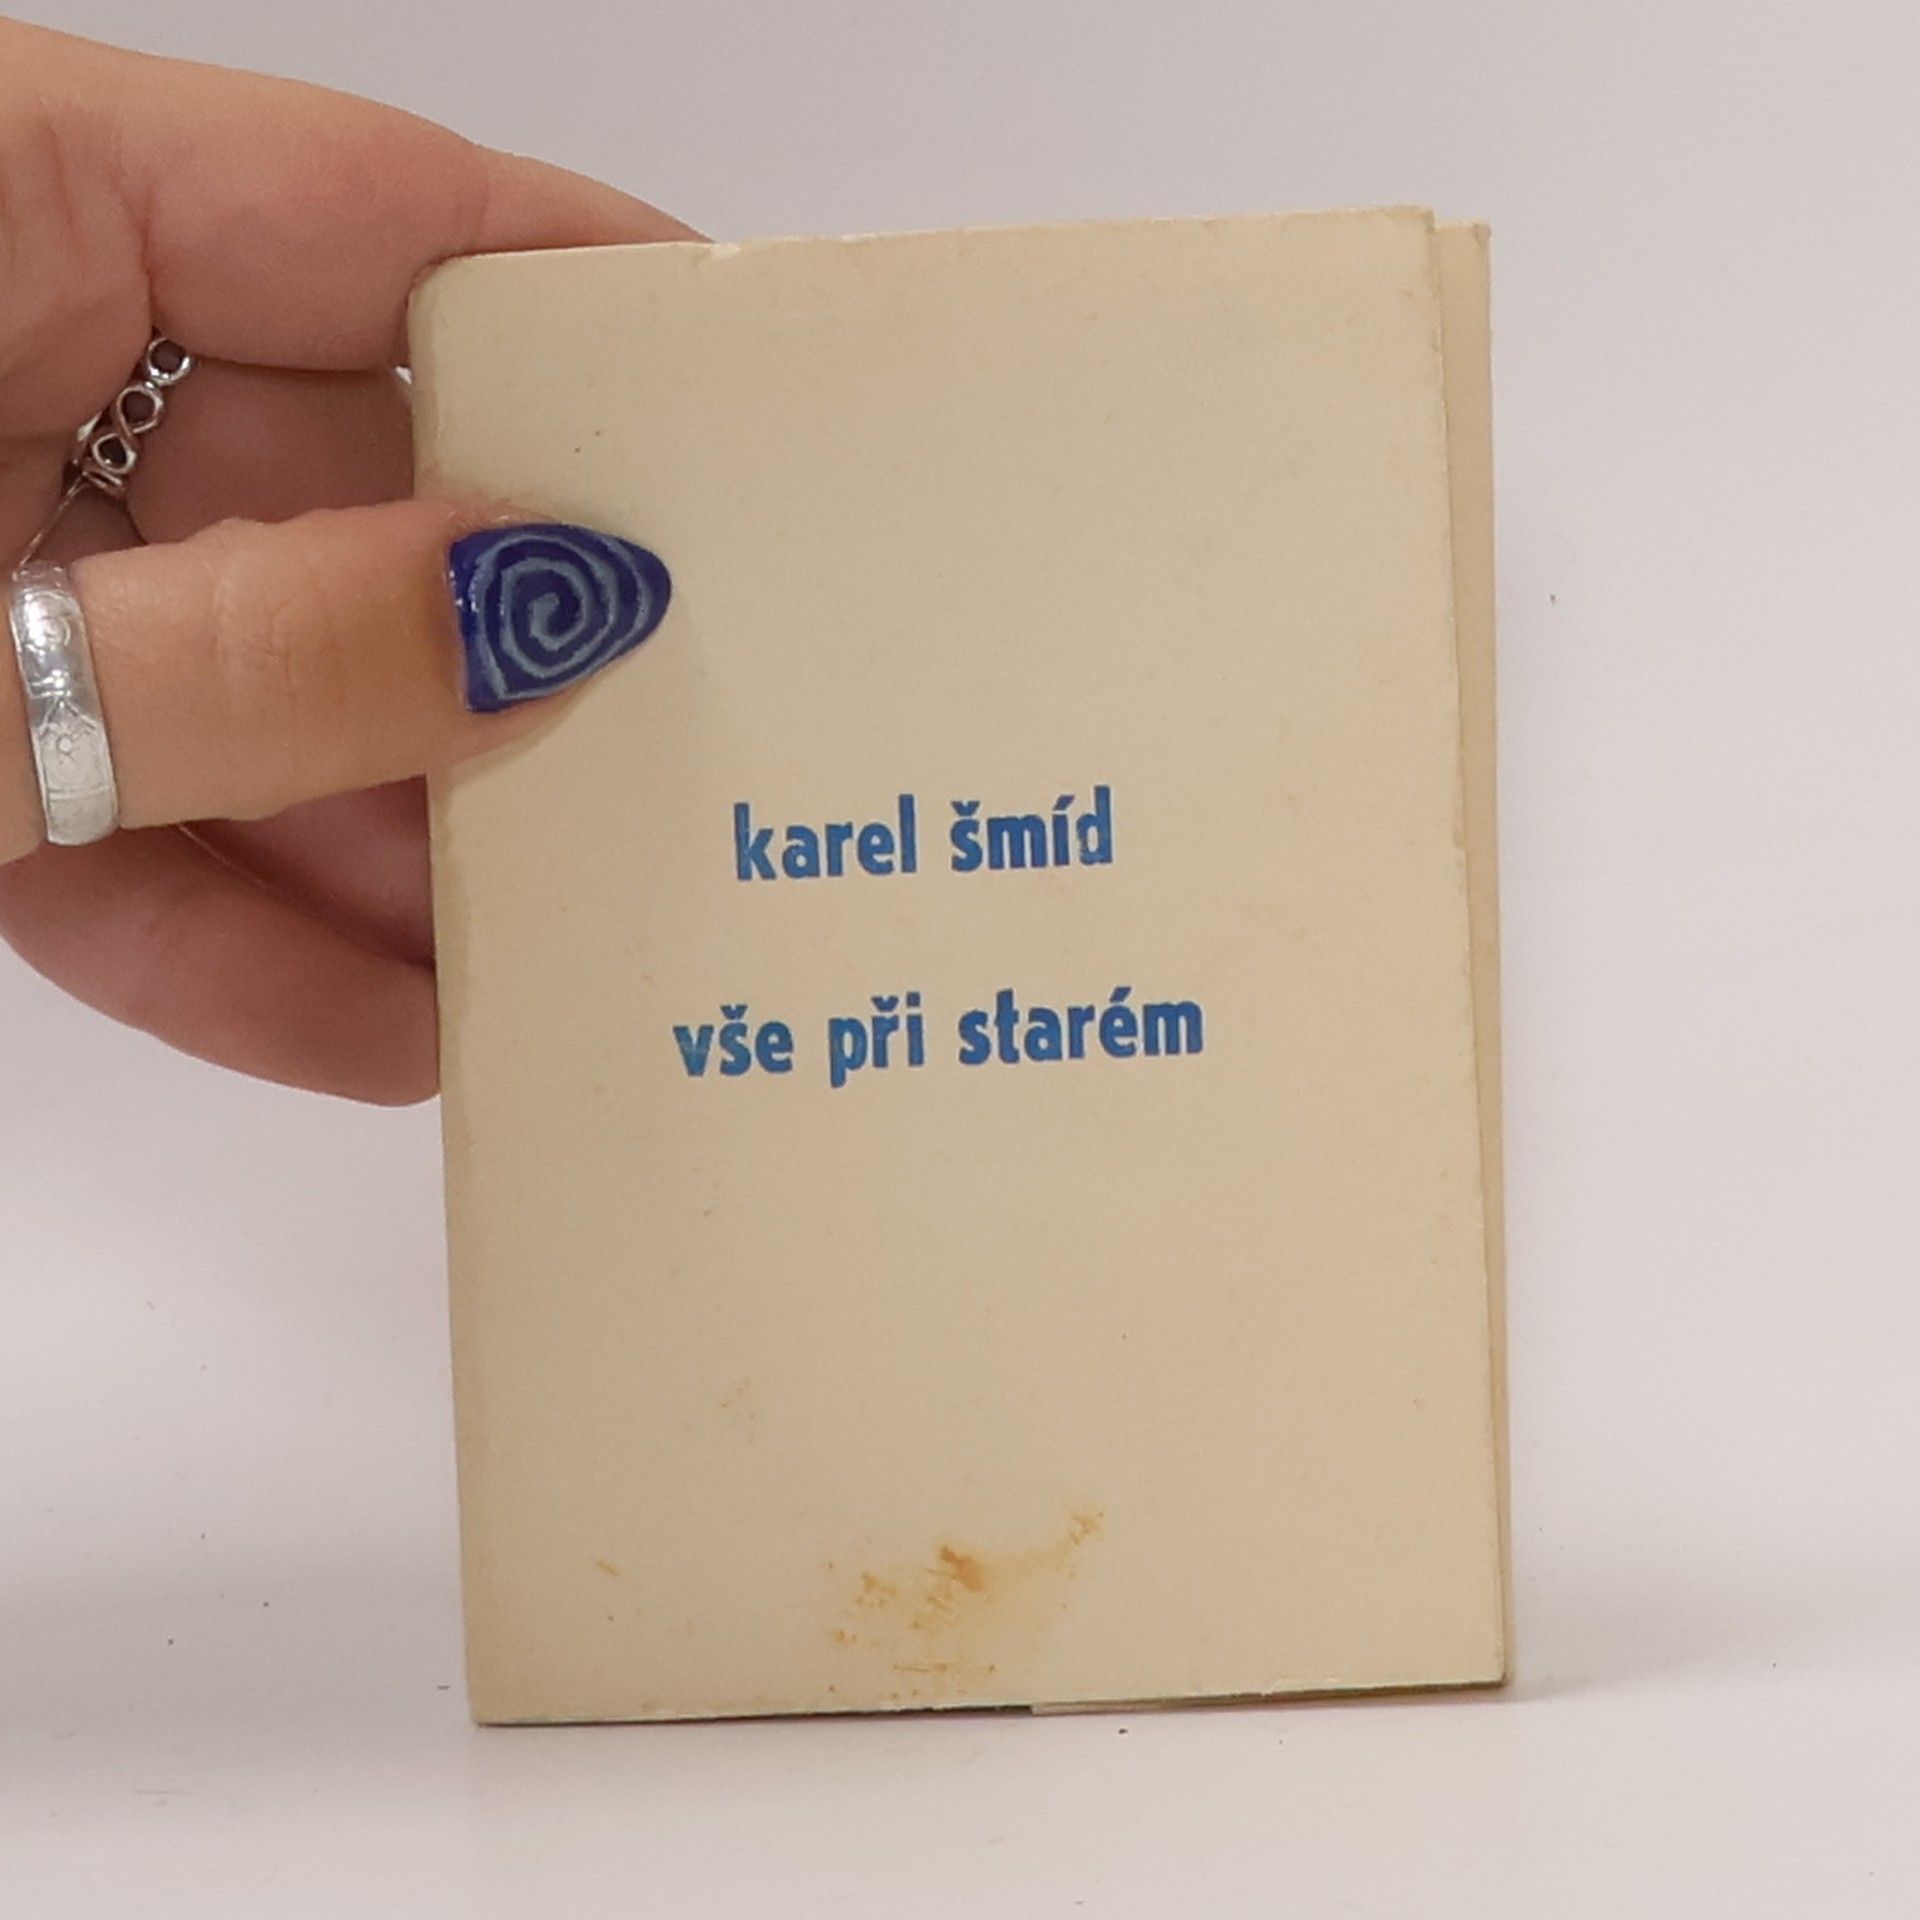 karel šmíd
vše při starém